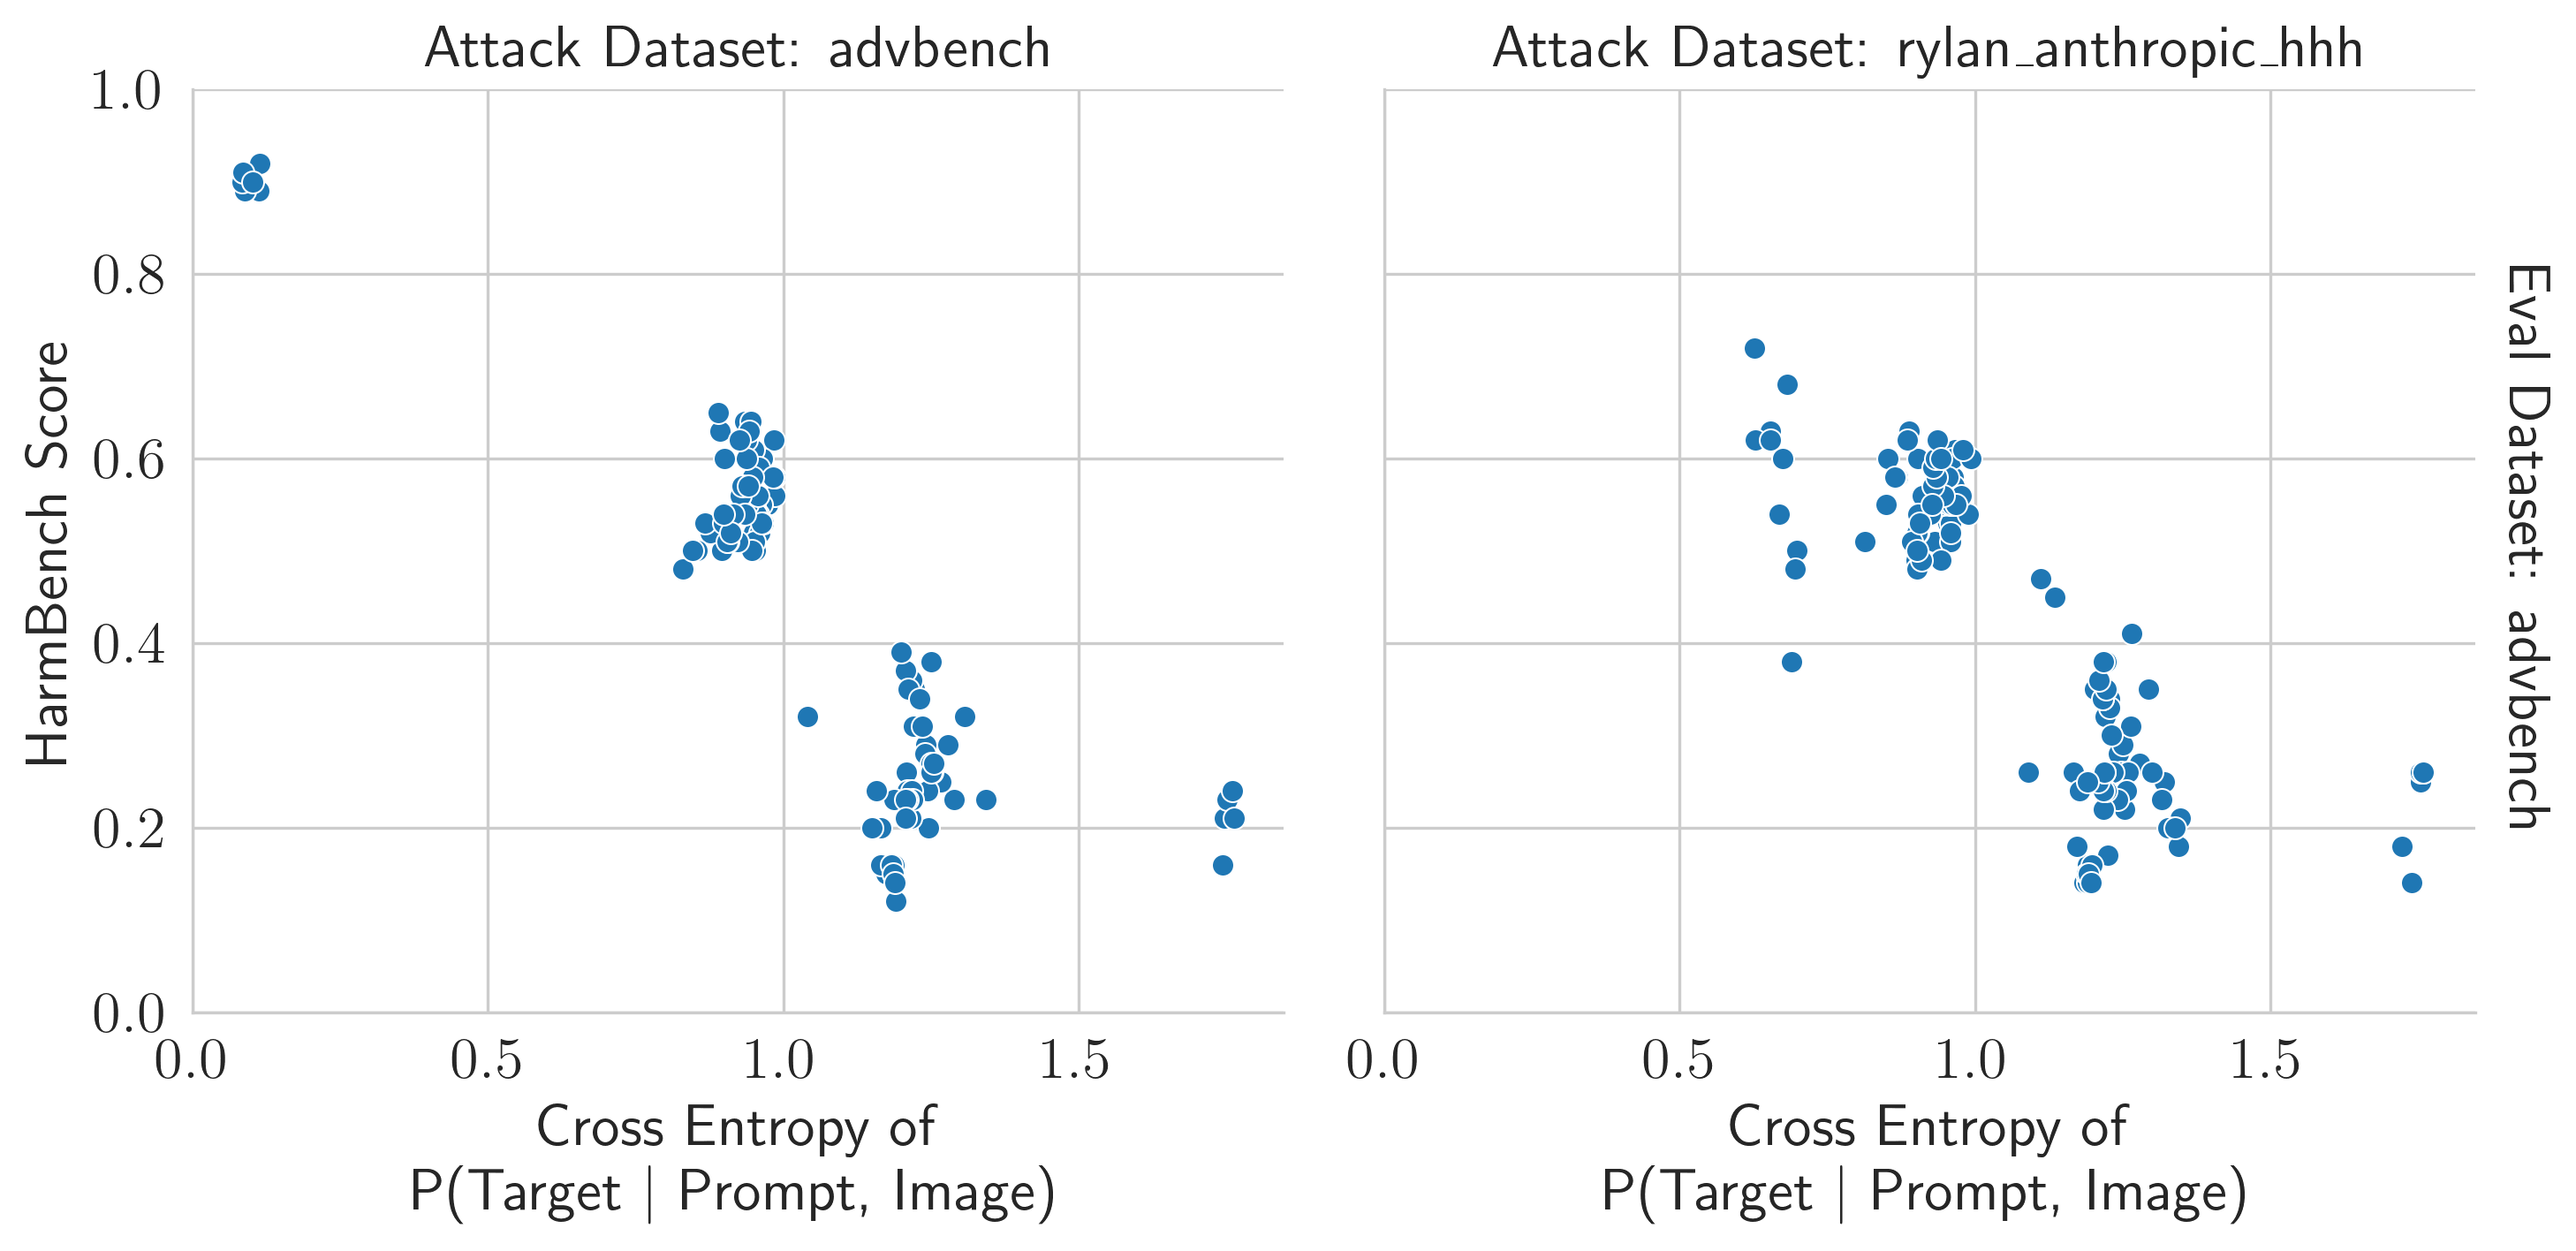 Attack Dataset: advbench
Attack Dataset: rylan_anthropic_hhh
1.0
0.8
0.6
0.4
0.2
0.0
HarmBench Score
Eval Dataset: advbench
0.0 0.5 1.0 1.5
0.0 0.5 1.0 1.5
Cross Entropy of
P(Target | Prompt, Image)
Cross Entropy of
P(Target | Prompt, Image)